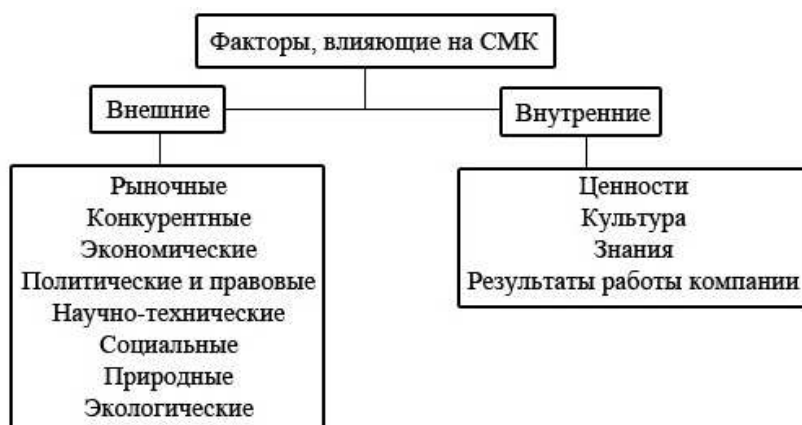 Факторы, влияющие на СМК
Внешние
Внутренние
Рыночные
Конкурентные
Экономические
Политические и правовые
Научно-технические
Социальные
Природные
Экологические
Ценности
Культура
Знания
Результаты работы компании